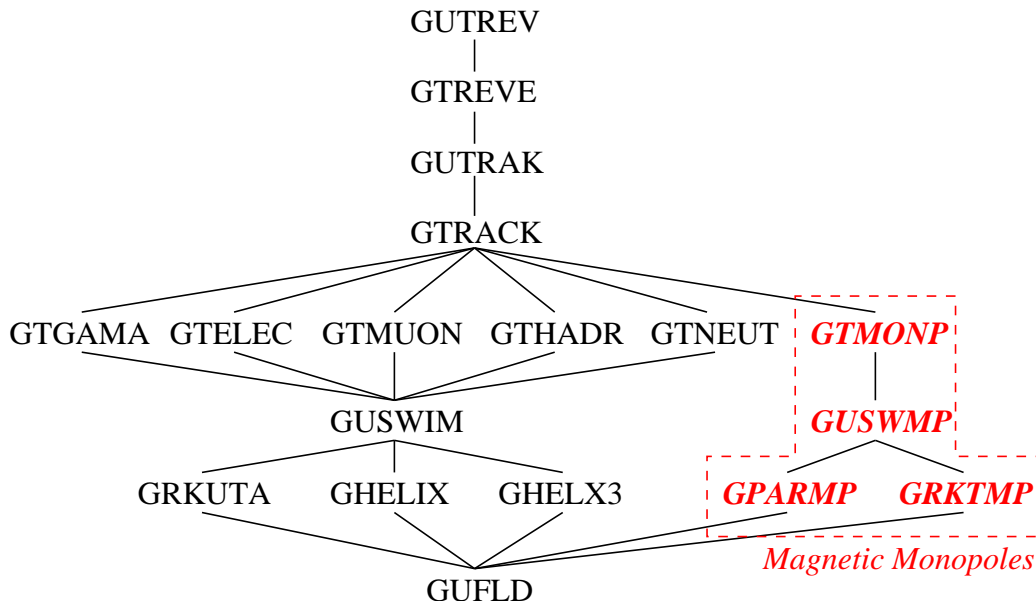 GUTREV
GTREVE
GUTRAK
GTRACK
GTGAMA GTELEC GTMUON GTHADR GTNEUT GTMONP
GUSWIM GUSWMP
GRKUTA GHELIX GHELX3 GPARMP GRKTMP
Magnetic Monopoles
GUFLD